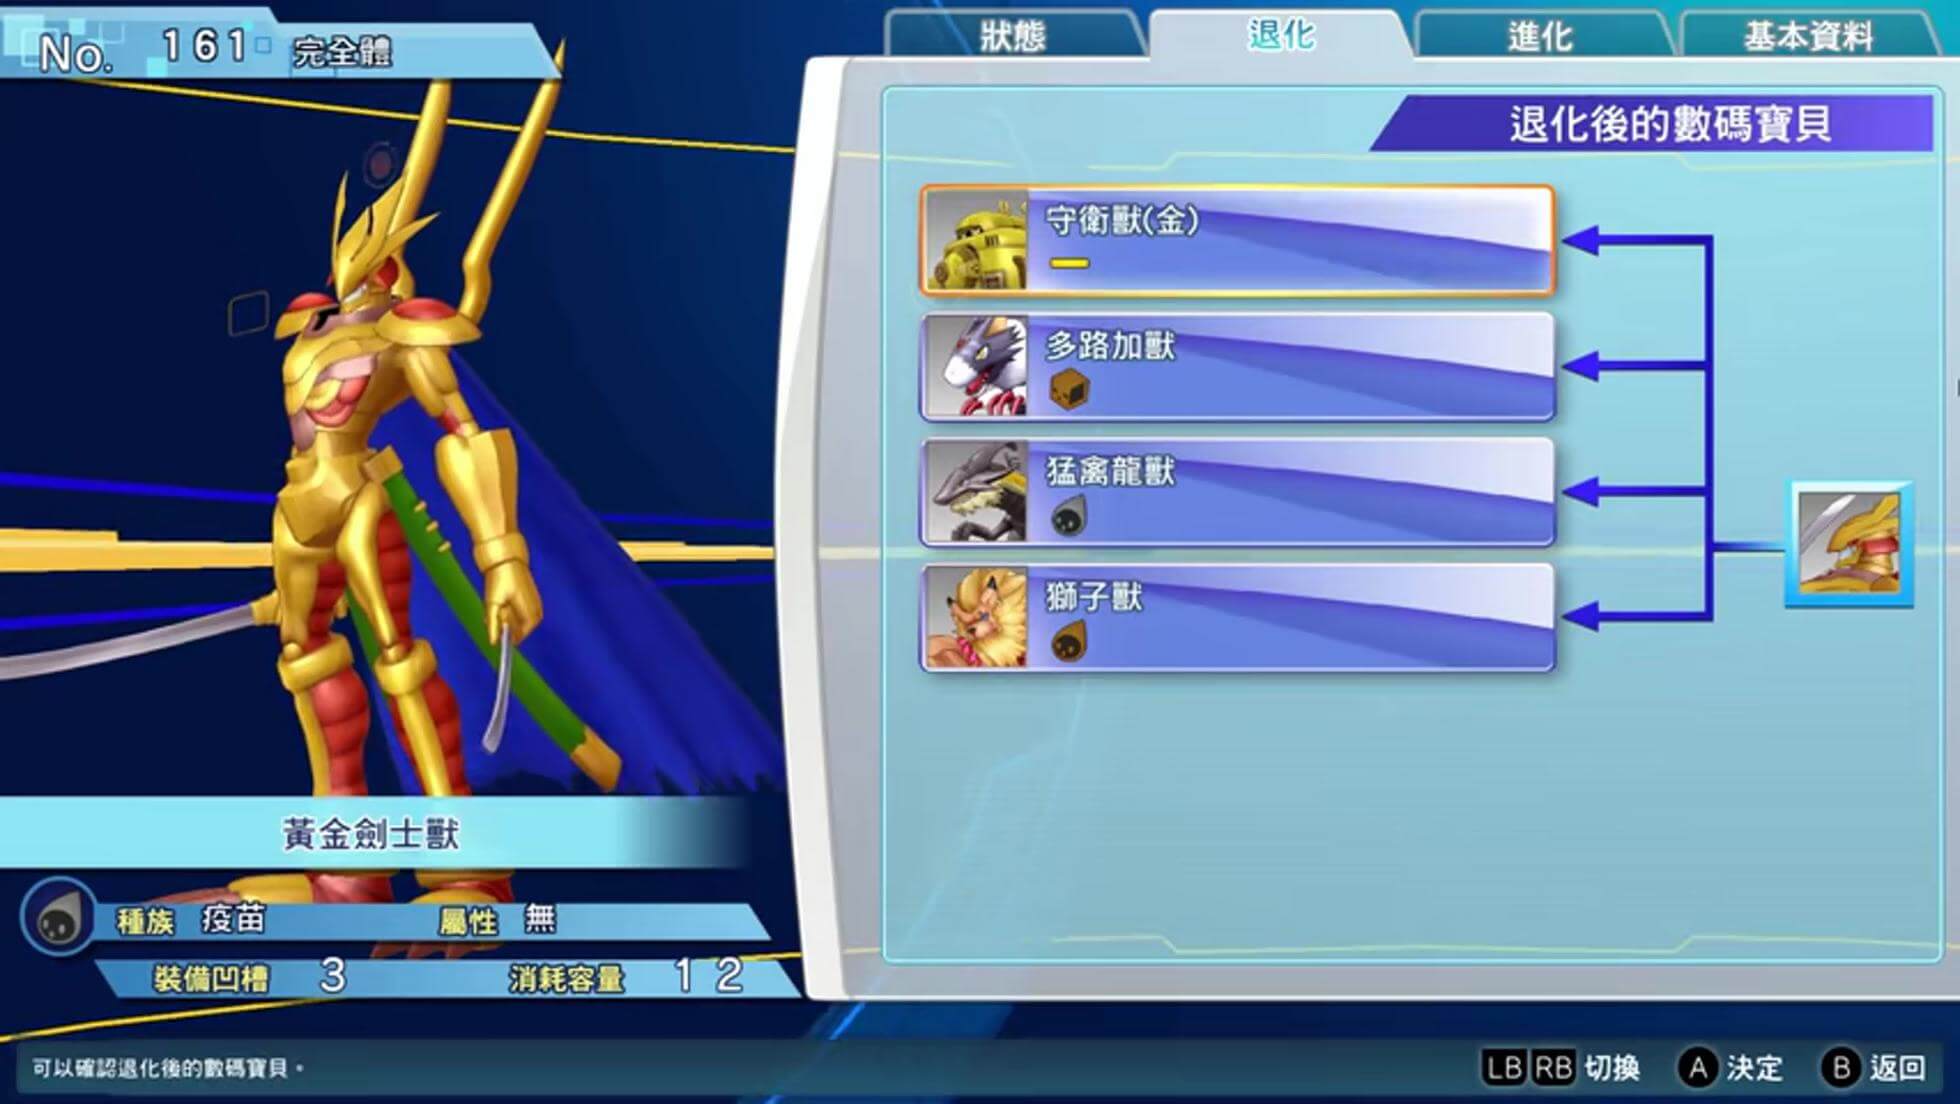 No. 161 完全體
狀態 退化 進化 基本資料
退化後的數碼寶貝
守衛獸(金)
多路加獸
猛禽龍獸
獅子獸
黃金劍士獸
種族 疫苗 屬性 無
裝備凹槽 3 消耗容量 12
可以確認退化後的數碼寶貝。
LB RB 切換 A 決定 B 返回